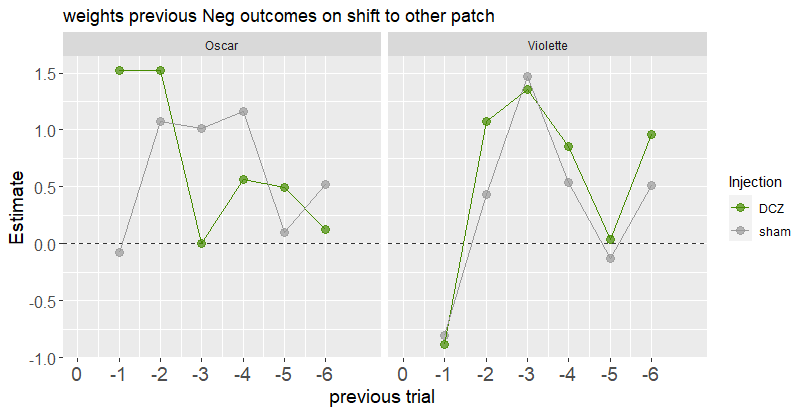 weights previous Neg outcomes on shift to other patch
Oscar
Violette
1.5
1.0
0.5
0.0
-0.5
-1.0
Estimate
0 -1 -2 -3 -4 -5 -6
0 -1 -2 -3 -4 -5 -6
previous trial
Injection
DCZ
sham